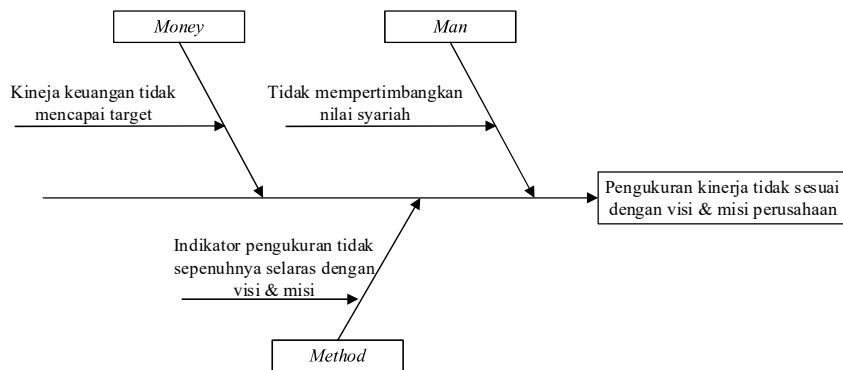 Money
Man
Kineja keuangan tidak
mencapai target
Tidak mempertimbangkan
nilai syariah
Pengukuran kinerja tidak sesuai
dengan visi & misi perusahaan
Indikator pengukuran tidak
sepenuhnya selaras dengan
visi & misi
Method